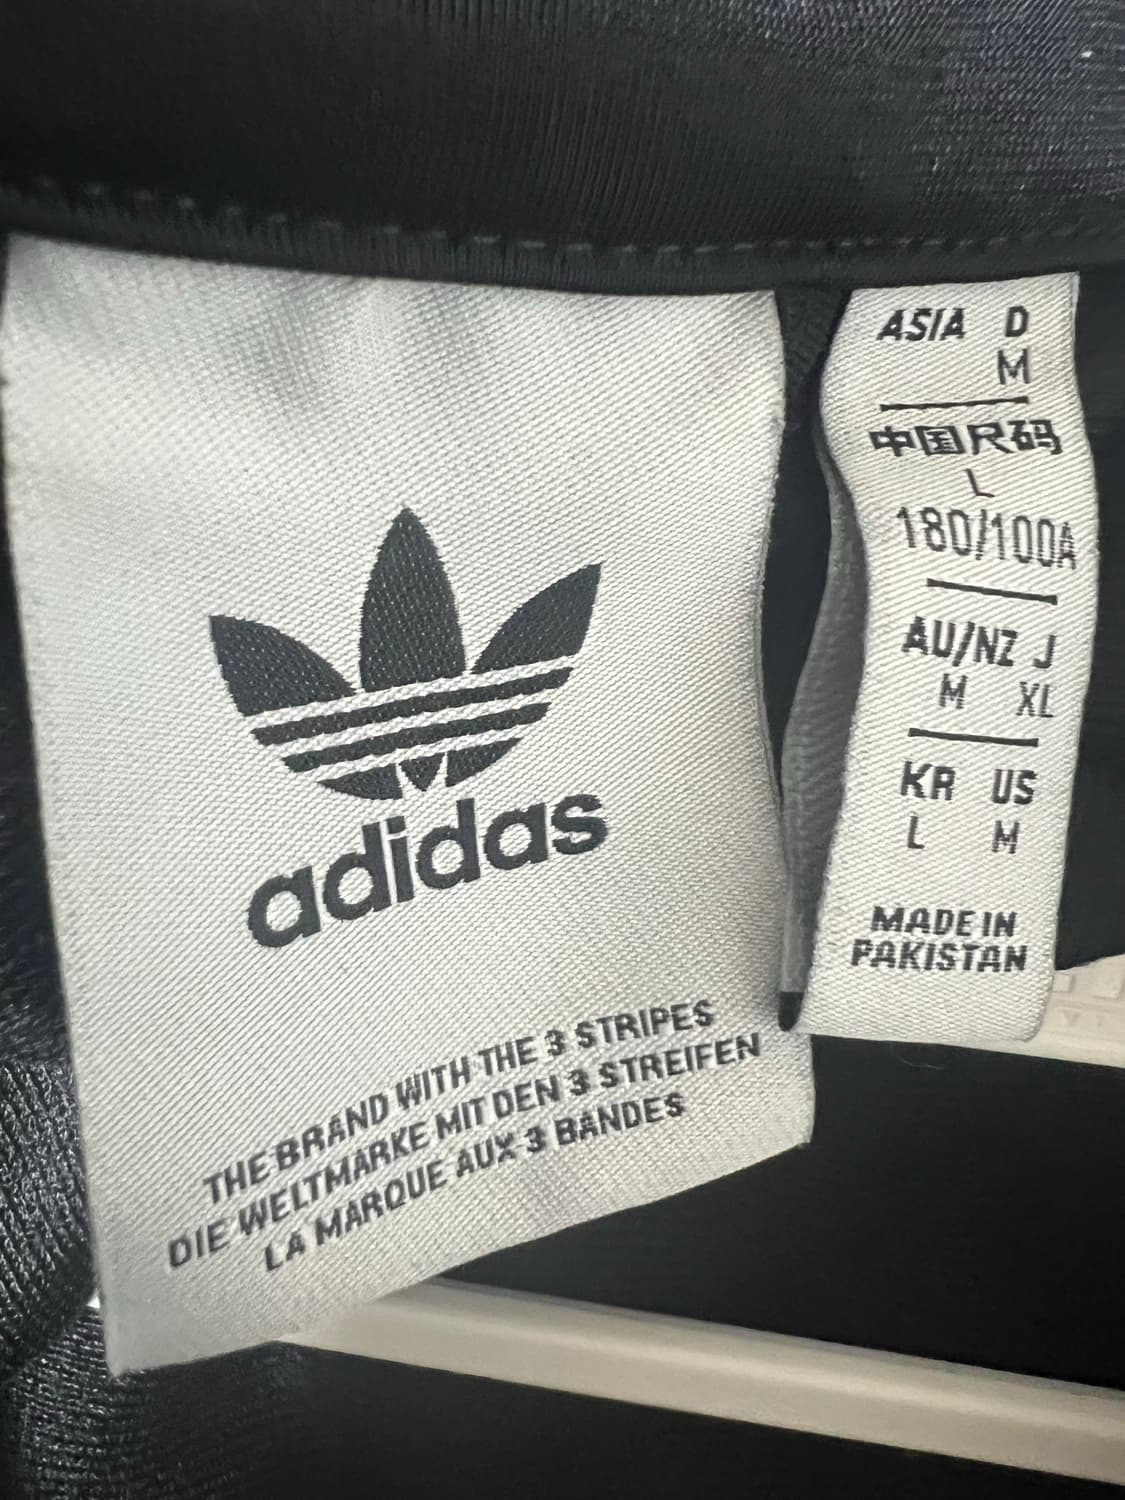 adidas
THE BRAND WITH THE 3 STRIPES
DIE WELTMARKE MIT DEN 3 STREIFEN
LA MARQUE AUX 3 BANDES
ASIA D
M
中国尺码
L
180/100A
AU/NZ J
M XL
KR US
L M
MADE IN
PAKISTAN